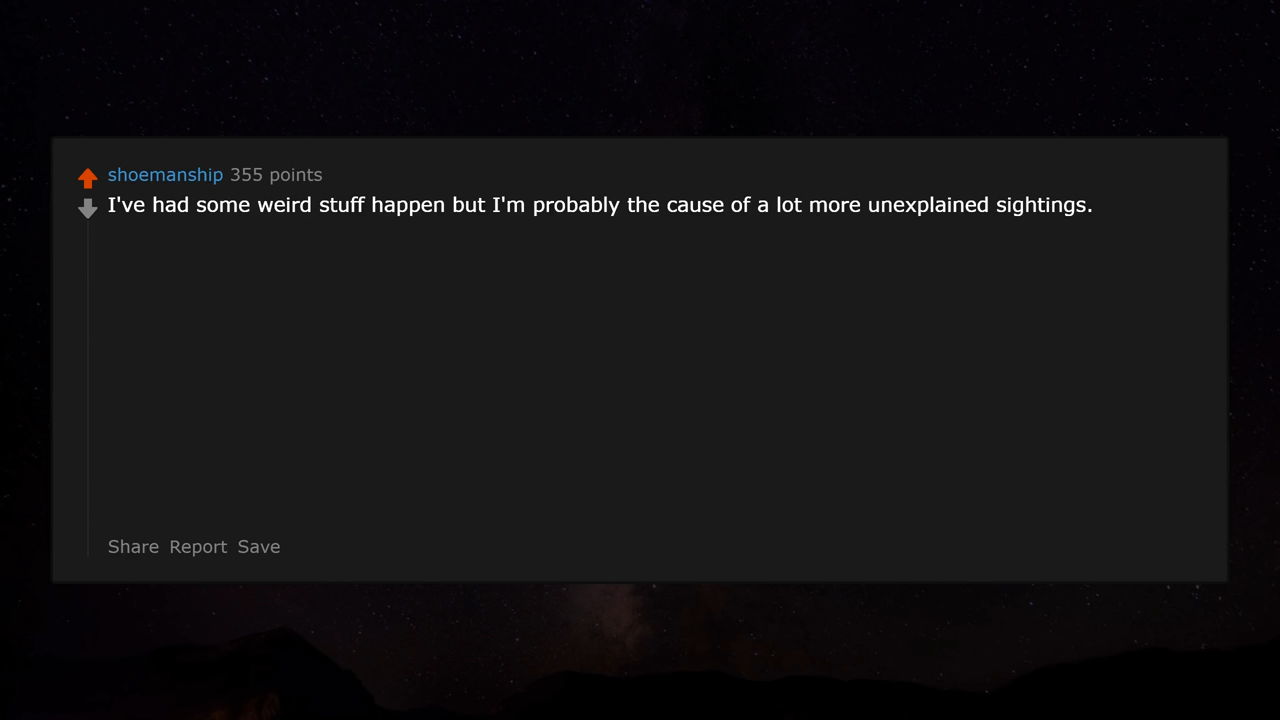 shoemanship 355 points
I've had some weird stuff happen but I'm probably the cause of a lot more unexplained sightings.
Share Report Save